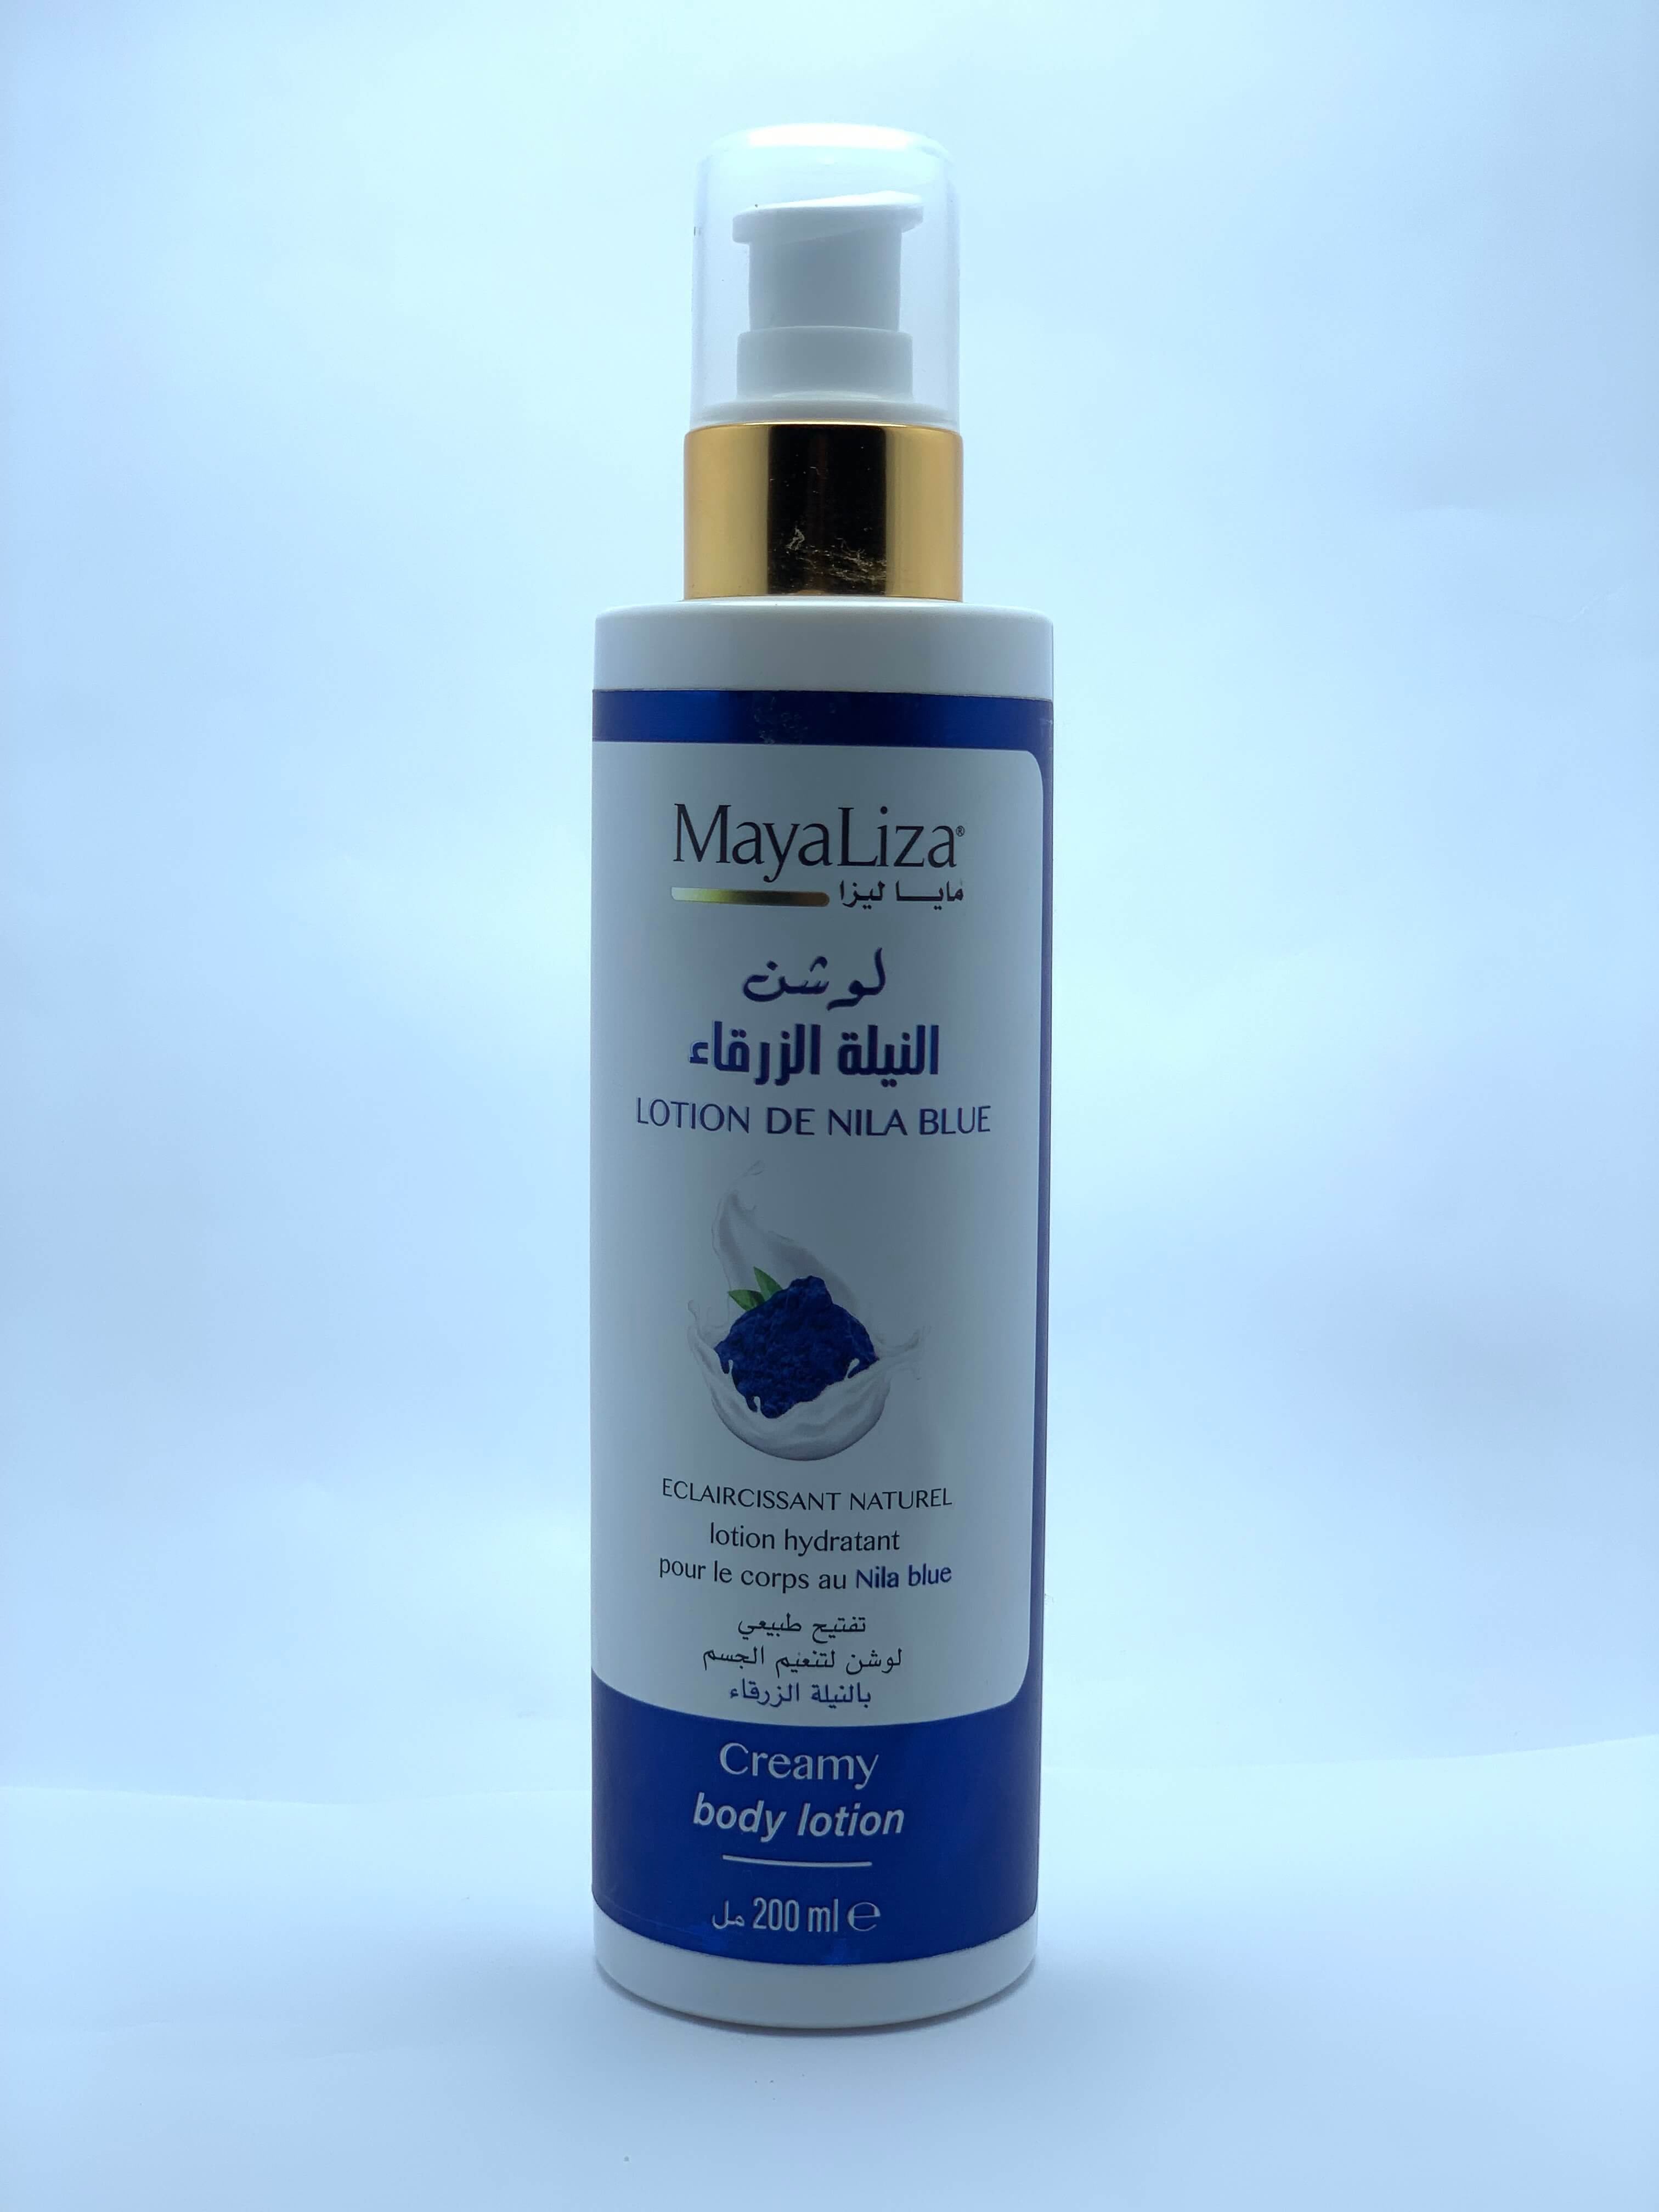 MayaLiza®
مايا ليزا
لوشن
النيلة الزرقاء
LOTION DE NILA BLUE
ECLAIRCISSANT NATUREL
lotion hydratant
pour le corps au Nila blue
تفتيح طبيعي
لوشن لتنعيم الجسم
بالنيلة الزرقاء
Creamy
body lotion
200 ml ℮ مل